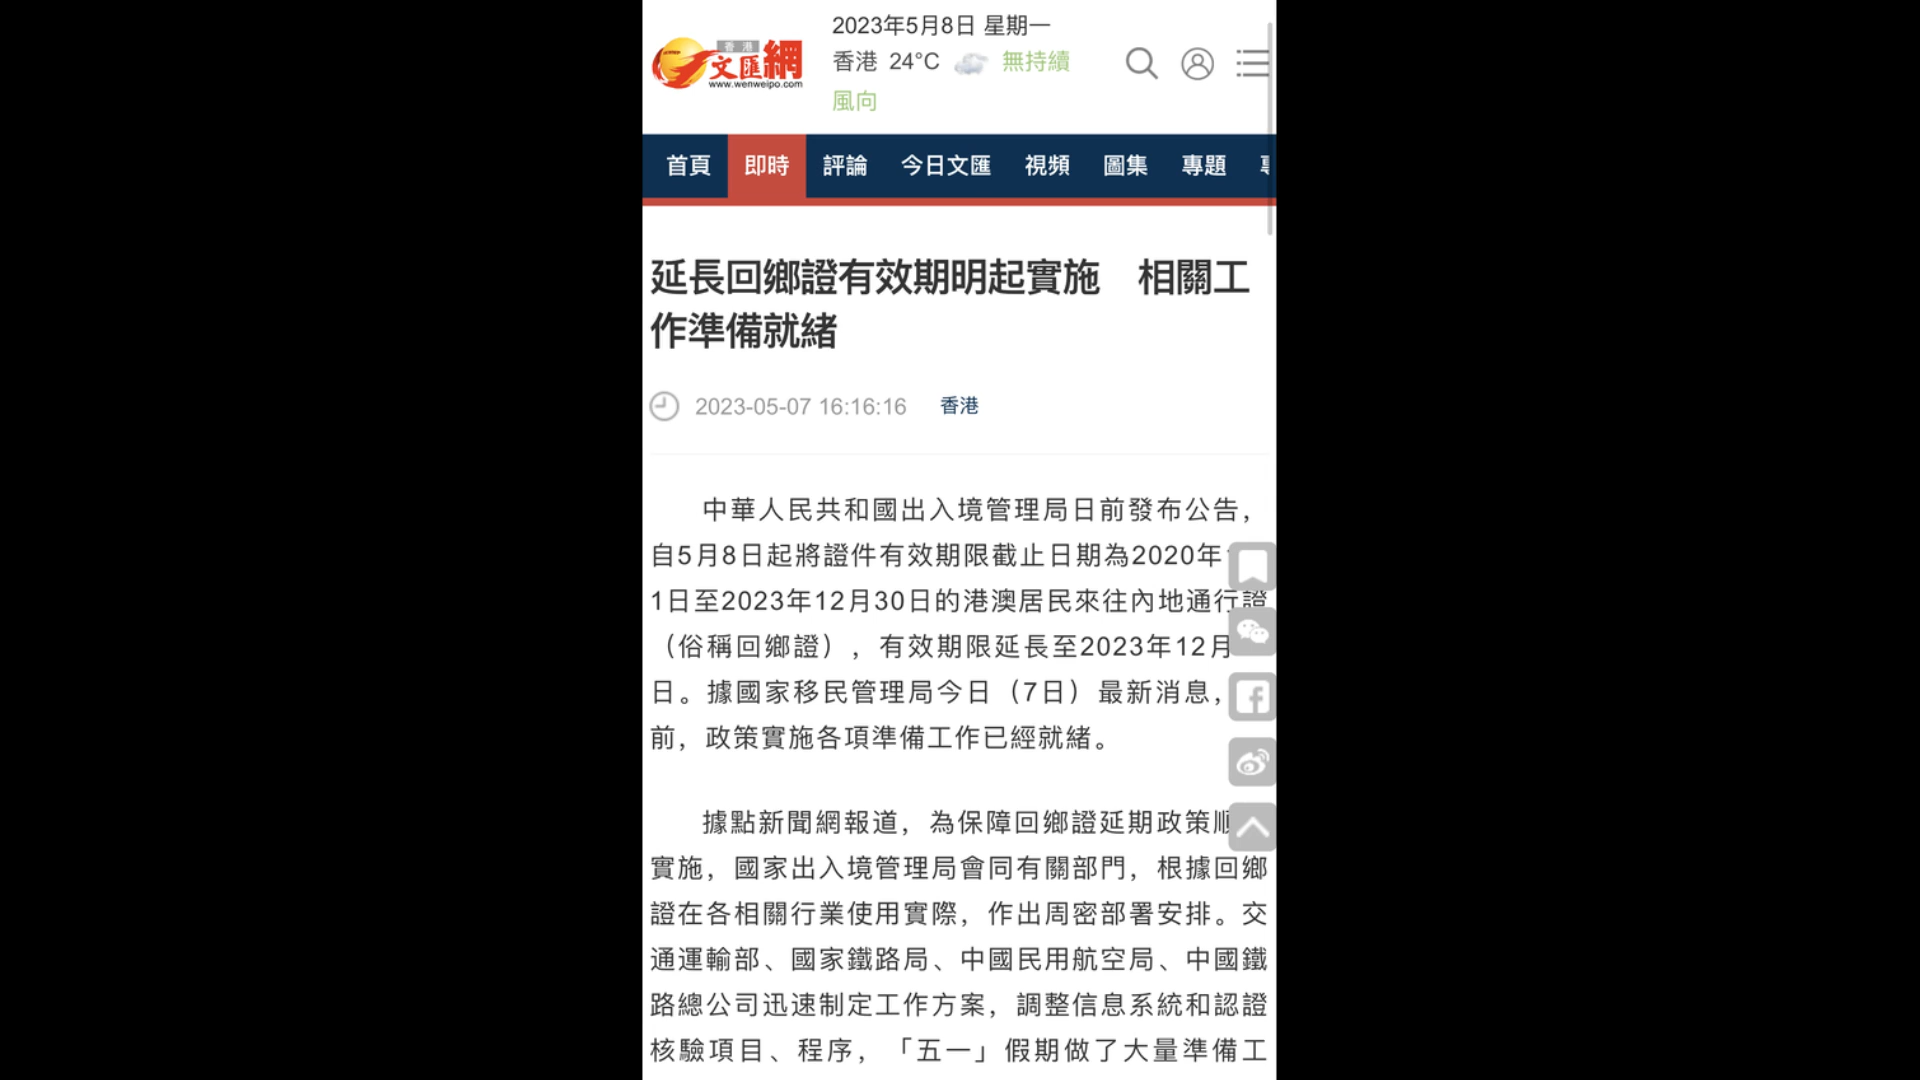 2023年5月8日 星期一
香港
文匯網
www.wenweipo.com
香港 24°C 無持續
風向
首頁 即時 評論 今日文匯 視頻 圖集 專題
延長回鄉證有效期明起實施 相關工
作準備就緒
2023-05-07 16:16:16 香港
中華人民共和國出入境管理局日前發布公告，
自5月8日起將證件有效期限截止日期為2020年
1日至2023年12月30日的港澳居民來往內地通行證
（俗稱回鄉證），有效期限延長至2023年12月
日。據國家移民管理局今日（7日）最新消息，
前，政策實施各項準備工作已經就緒。
據點新聞網報道，為保障回鄉證延期政策順
實施，國家出入境管理局會同有關部門，根據回鄉
證在各相關行業使用實際，作出周密部署安排。交
通運輸部、國家鐵路局、中國民用航空局、中國鐵
路總公司迅速制定工作方案，調整信息系統和認證
核驗項目、程序，「五一」假期做了大量準備工